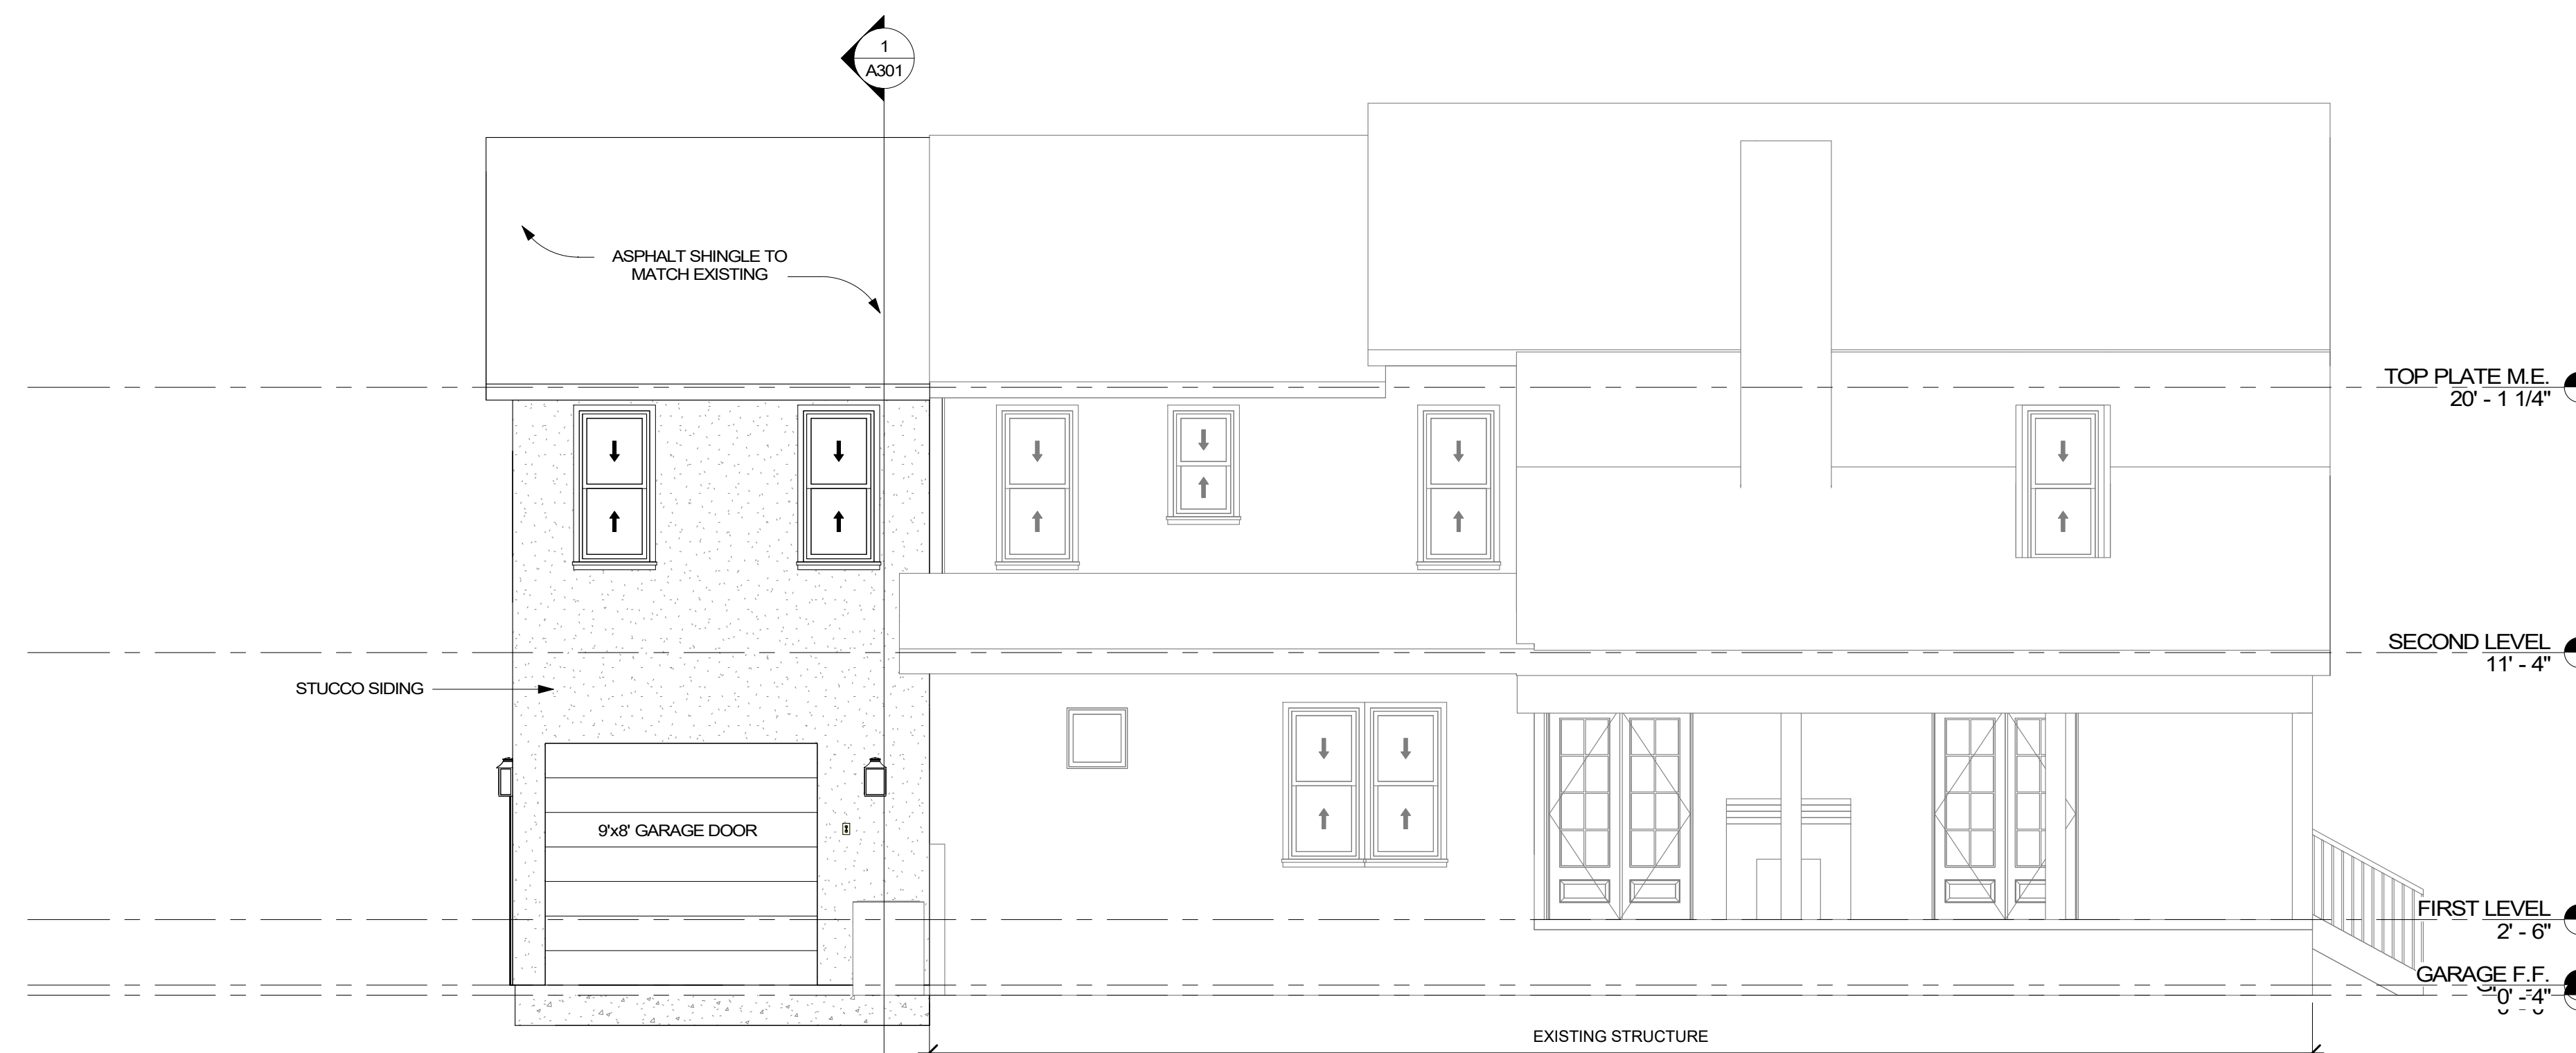 1
A301
ASPHALT SHINGLE TO
MATCH EXISTING
TOP PLATE M.E.
20' - 1 1/4"
SECOND LEVEL
11' - 4"
STUCCO SIDING
9'x8' GARAGE DOOR
FIRST LEVEL
2' - 6"
GARAGE F.F.
0' - 4"
EXISTING STRUCTURE